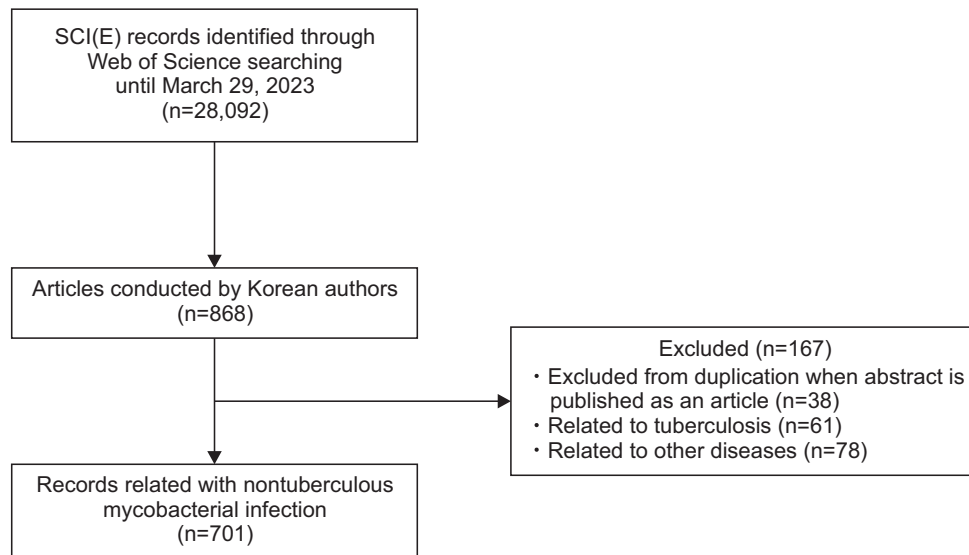 SCI(E) records identified through
Web of Science searching
until March 29, 2023
(n=28,092)
Articles conducted by Korean authors
(n=868)
Excluded (n=167)
· Excluded from duplication when abstract is
published as an article (n=38)
· Related to tuberculosis (n=61)
· Related to other diseases (n=78)
Records related with nontuberculous
mycobacterial infection
(n=701)